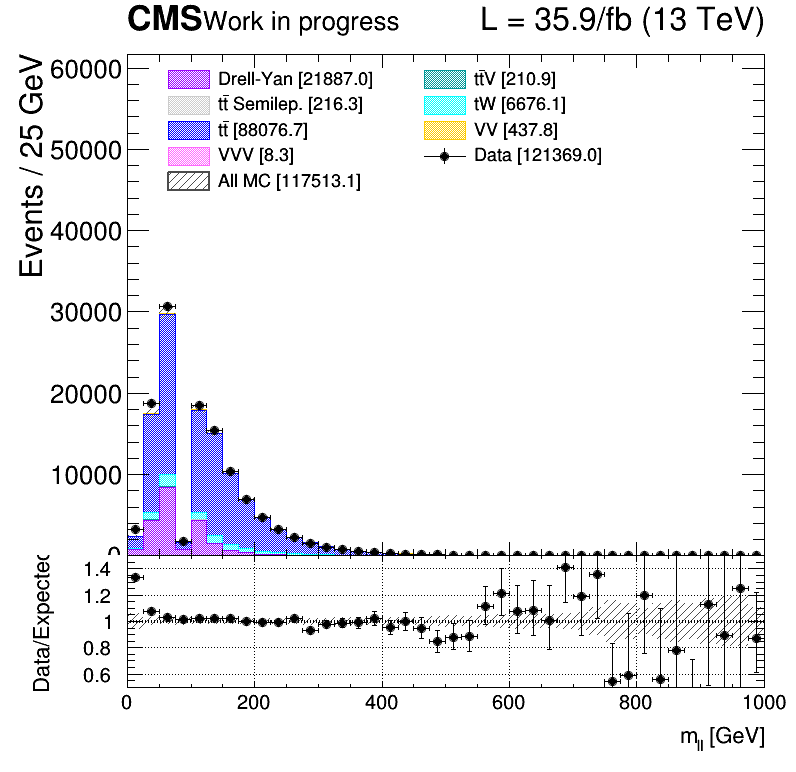 CMS Work in progress L = 35.9/fb (13 TeV)
Events / 25 GeV
60000
50000
40000
30000
20000
10000
0
Drell-Yan [21887.0]
tt̄ Semilep. [216.3]
tt̄ [88076.7]
VVV [8.3]
All MC [117513.1]
tt̄V [210.9]
tW [6676.1]
VV [437.8]
Data [121369.0]
Data/Expected
1.4
1.2
1
0.8
0.6
0 200 400 600 800 1000
m_ll [GeV]